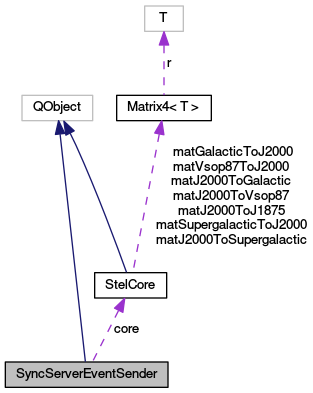 T
r
QObject
Matrix4< T >
matGalacticToJ2000
matVsop87ToJ2000
matJ2000ToGalactic
matJ2000ToVsop87
matJ2000ToJ1875
matSupergalacticToJ2000
matJ2000ToSupergalactic
StelCore
core
SyncServerEventSender